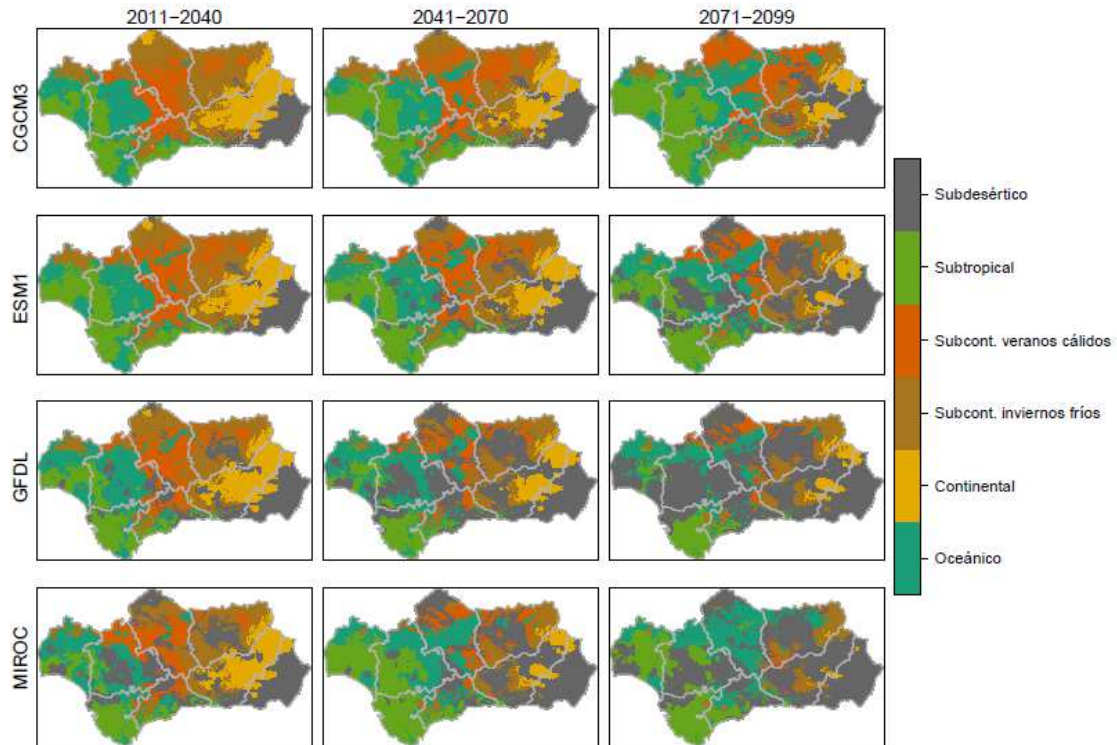 2011−2040
2041−2070
2071−2099
CGCM3
ESM1
GFDL
MIROC
Subdesértico
Subtropical
Subcont. veranos cálidos
Subcont. inviernos fríos
Continental
Oceánico